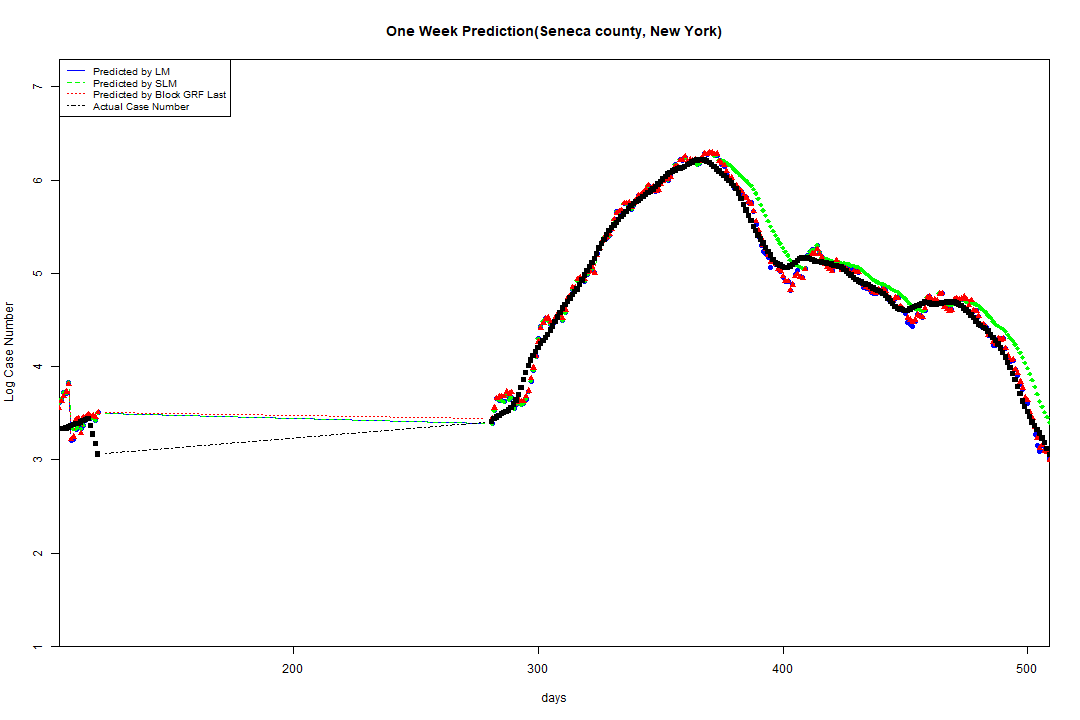 One Week Prediction(Seneca county, New York)
Predicted by LM
Predicted by SLM
Predicted by Block GRF Last
Actual Case Number
7
6
5
4
3
2
1
Log Case Number
200
300
400
500
days